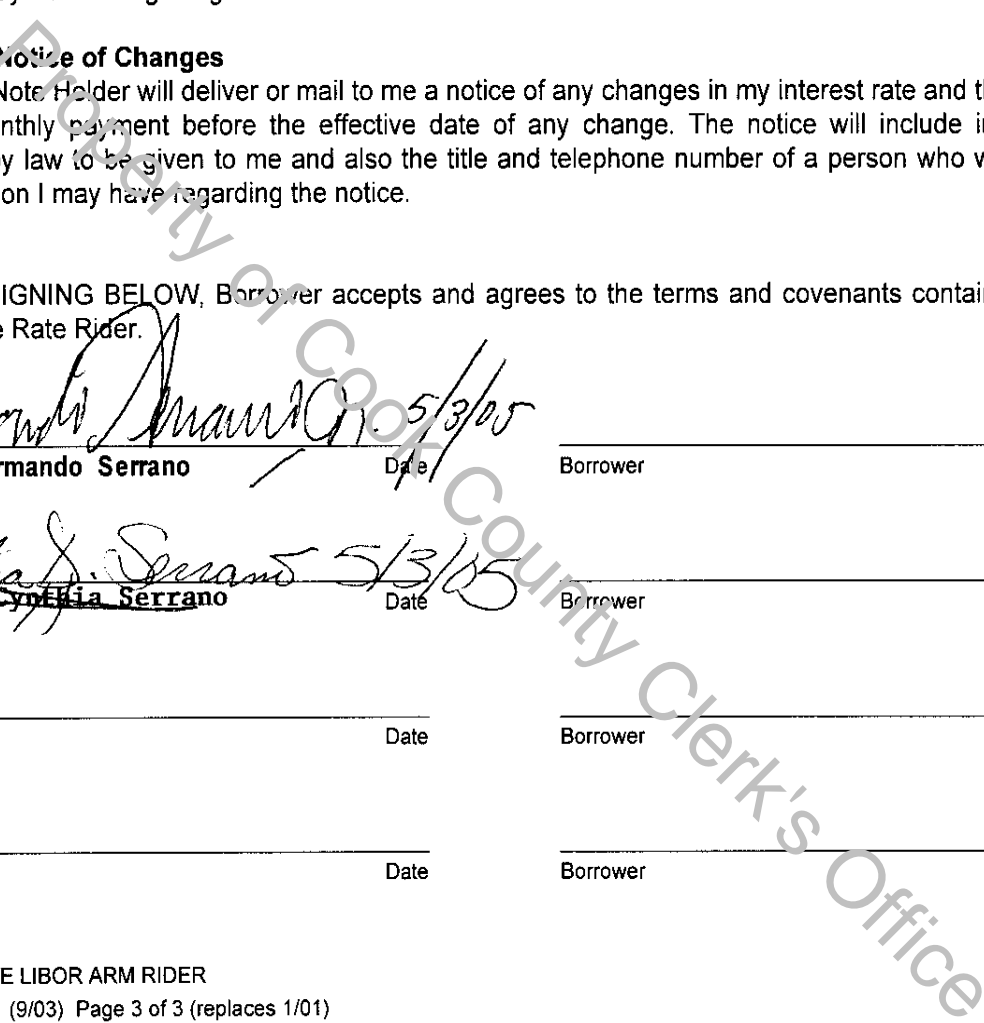 Notice of Changes
Note Holder will deliver or mail to me a notice of any changes in my interest rate and th
nthly payment before the effective date of any change. The notice will include in
y law to be given to me and also the title and telephone number of a person who w
on I may have regarding the notice.
IGNING BELOW, Borrower accepts and agrees to the terms and covenants contain
e Rate Rider.
5/3/05
rmando Serrano Date Borrower
a S. Serrano 5/3/05
Cynthia Serrano Date Borrower
Date Borrower
Date Borrower
E LIBOR ARM RIDER
(9/03) Page 3 of 3 (replaces 1/01)
Property of Cook County Clerk's Office